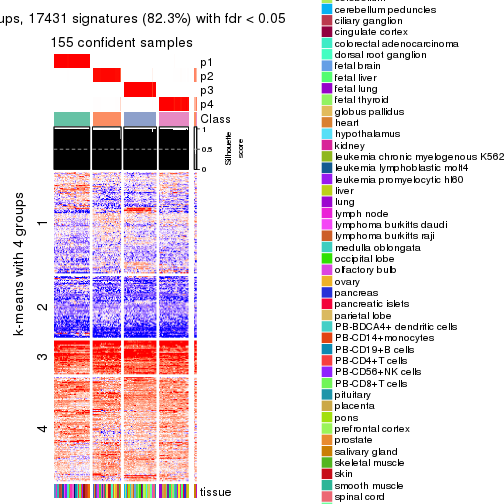 ups, 17431 signatures (82.3%) with fdr < 0.05
155 confident samples
p1
p2
p3
p4
Class
1
0.5
0
Silhouette
score
k-means with 4 groups
1
2
3
4
tissue
cerebellum peduncles
ciliary ganglion
cingulate cortex
colorectal adenocarcinoma
dorsal root ganglion
fetal brain
fetal liver
fetal lung
fetal thyroid
globus pallidus
heart
hypothalamus
kidney
leukemia chronic myelogenous K562
leukemia lymphoblastic molt4
leukemia promyelocytic hl60
liver
lung
lymph node
lymphoma burkitts daudi
lymphoma burkitts raji
medulla oblongata
occipital lobe
olfactory bulb
ovary
pancreas
pancreatic islets
parietal lobe
PB-BDCA4+ dendritic cells
PB-CD14+monocytes
PB-CD19+B cells
PB-CD4+T cells
PB-CD56+NK cells
PB-CD8+T cells
pituitary
placenta
pons
prefrontal cortex
prostate
salivary gland
skeletal muscle
skin
smooth muscle
spinal cord